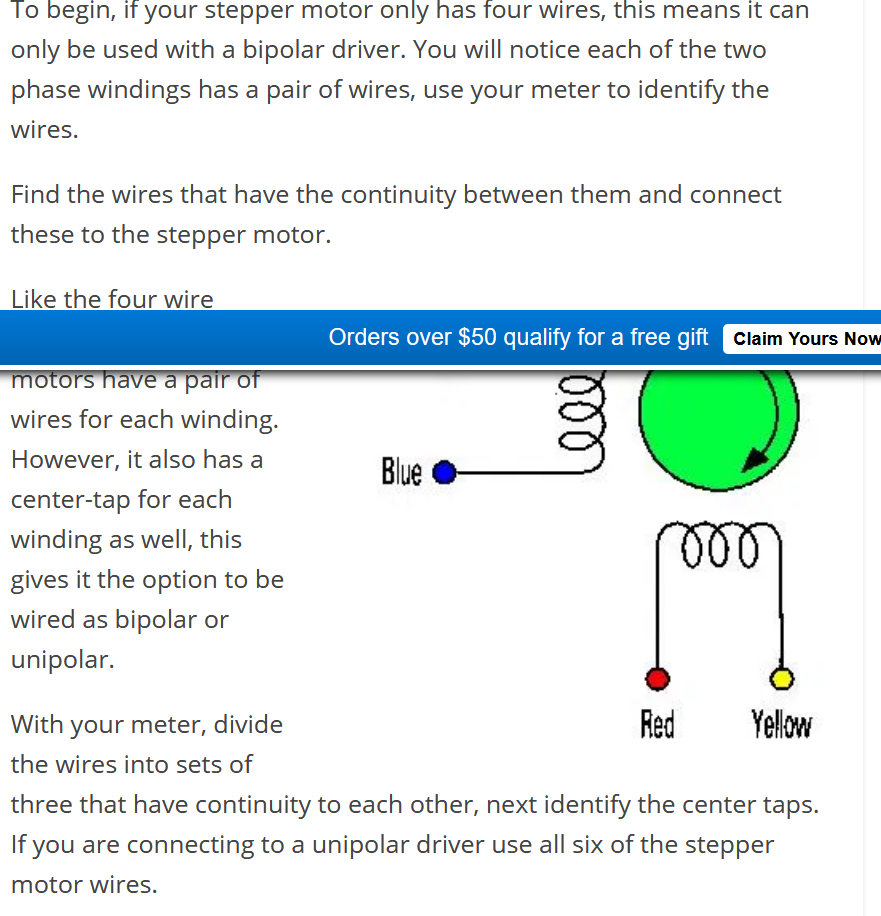 To begin, if your stepper motor only has four wires, this means it can
only be used with a bipolar driver. You will notice each of the two
phase windings has a pair of wires, use your meter to identify the
wires.
Find the wires that have the continuity between them and connect
these to the stepper motor.
Like the four wire
Orders over $50 qualify for a free gift
Claim Yours Now
motors have a pair of
wires for each winding.
However, it also has a
center-tap for each
winding as well, this
gives it the option to be
wired as bipolar or
unipolar.
Blue
Red
Yellow
With your meter, divide
the wires into sets of
three that have continuity to each other, next identify the center taps.
If you are connecting to a unipolar driver use all six of the stepper
motor wires.